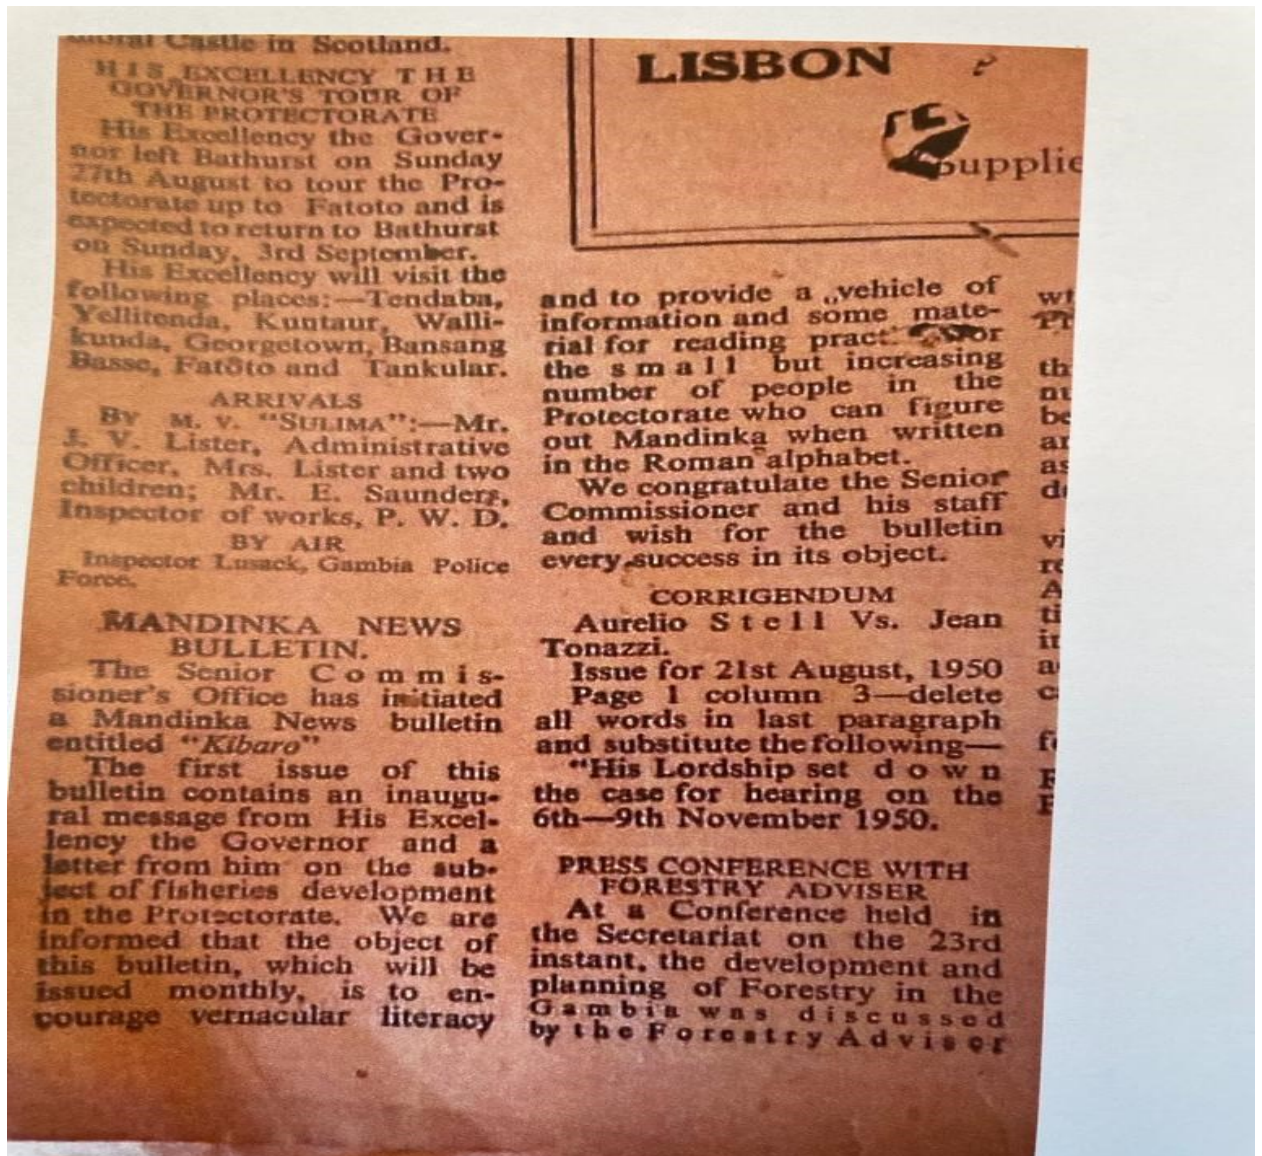 Castle in Scotland.
HIS EXCELLENCY THE
GOVERNOR'S TOUR OF
THE PROTECTORATE
His Excellency the Gover-
nor left Bathurst on Sunday
27th August to tour the Pro-
tectorate up to Fatoto and is
expected to return to Bathurst
on Sunday, 3rd September.
His Excellency will visit the
following places:—Tendaba,
Yellitenda, Kuntaur, Walli-
kunda, Georgetown, Bansang
Basse, Fatoto and Tankular.
ARRIVALS
BY M. V. "SULIMA":—Mr.
J. V. Lister, Administrative
Officer, Mrs. Lister and two
children; Mr. E. Saunders,
Inspector of works, P. W. D.
BY AIR
Inspector Lusack, Gambia Police
Force.
MANDINKA NEWS
BULLETIN.
The Senior Commis-
sioner's Office has initiated
a Mandinka News bulletin
entitled "Kibaro"
The first issue of this
bulletin contains an inaugu-
ral message from His Excel-
lency the Governor and a
letter from him on the sub-
ject of fisheries development
in the Protectorate. We are
informed that the object of
this bulletin, which will be
issued monthly, is to en-
courage vernacular literacy
LISBON
supplie
and to provide a „vehicle of
information and some mate-
rial for reading pract
the small but increasing
number of people in the
Protectorate who can figure
out Mandinka when written
in the Roman alphabet.
We congratulate the Senior
Commissioner and his staff
and wish for the bulletin
every success in its object.
CORRIGENDUM
Aurelio Stell Vs. Jean
Tonazzi.
Issue for 21st August, 1950
Page 1 column 3—delete
all words in last paragraph
and substitute the following—
"His Lordship set down
the case for hearing on the
6th—9th November 1950.
PRESS CONFERENCE WITH
FORESTRY ADVISER
At a Conference held in
the Secretariat on the 23rd
instant, the development and
planning of Forestry in the
Gambia was discussed
by the Forestry Adviser
wh
th
nu
be
ar
as
de
vi
re
A
ti
in
a
c
f